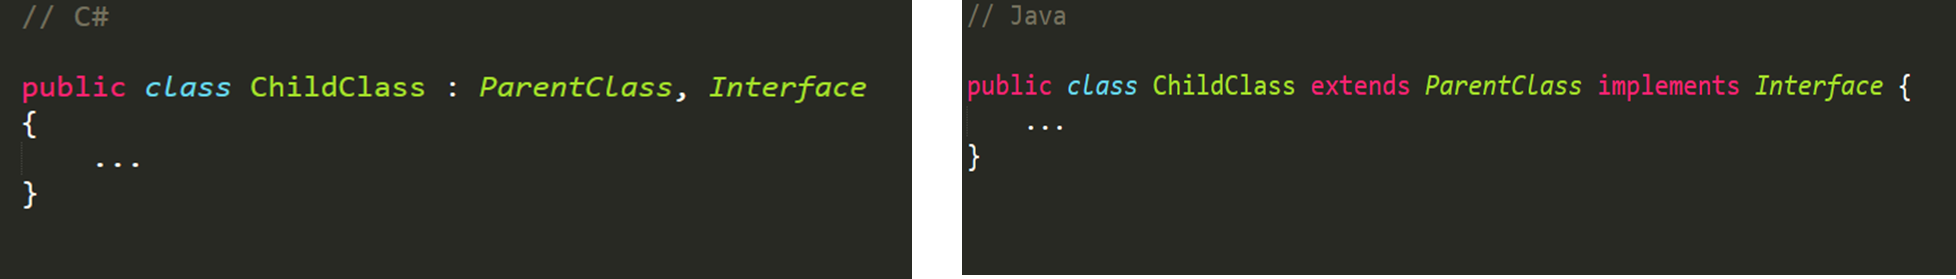 // C#
public class ChildClass : ParentClass, Interface
{
...
}
// Java
public class ChildClass extends ParentClass implements Interface {
...
}